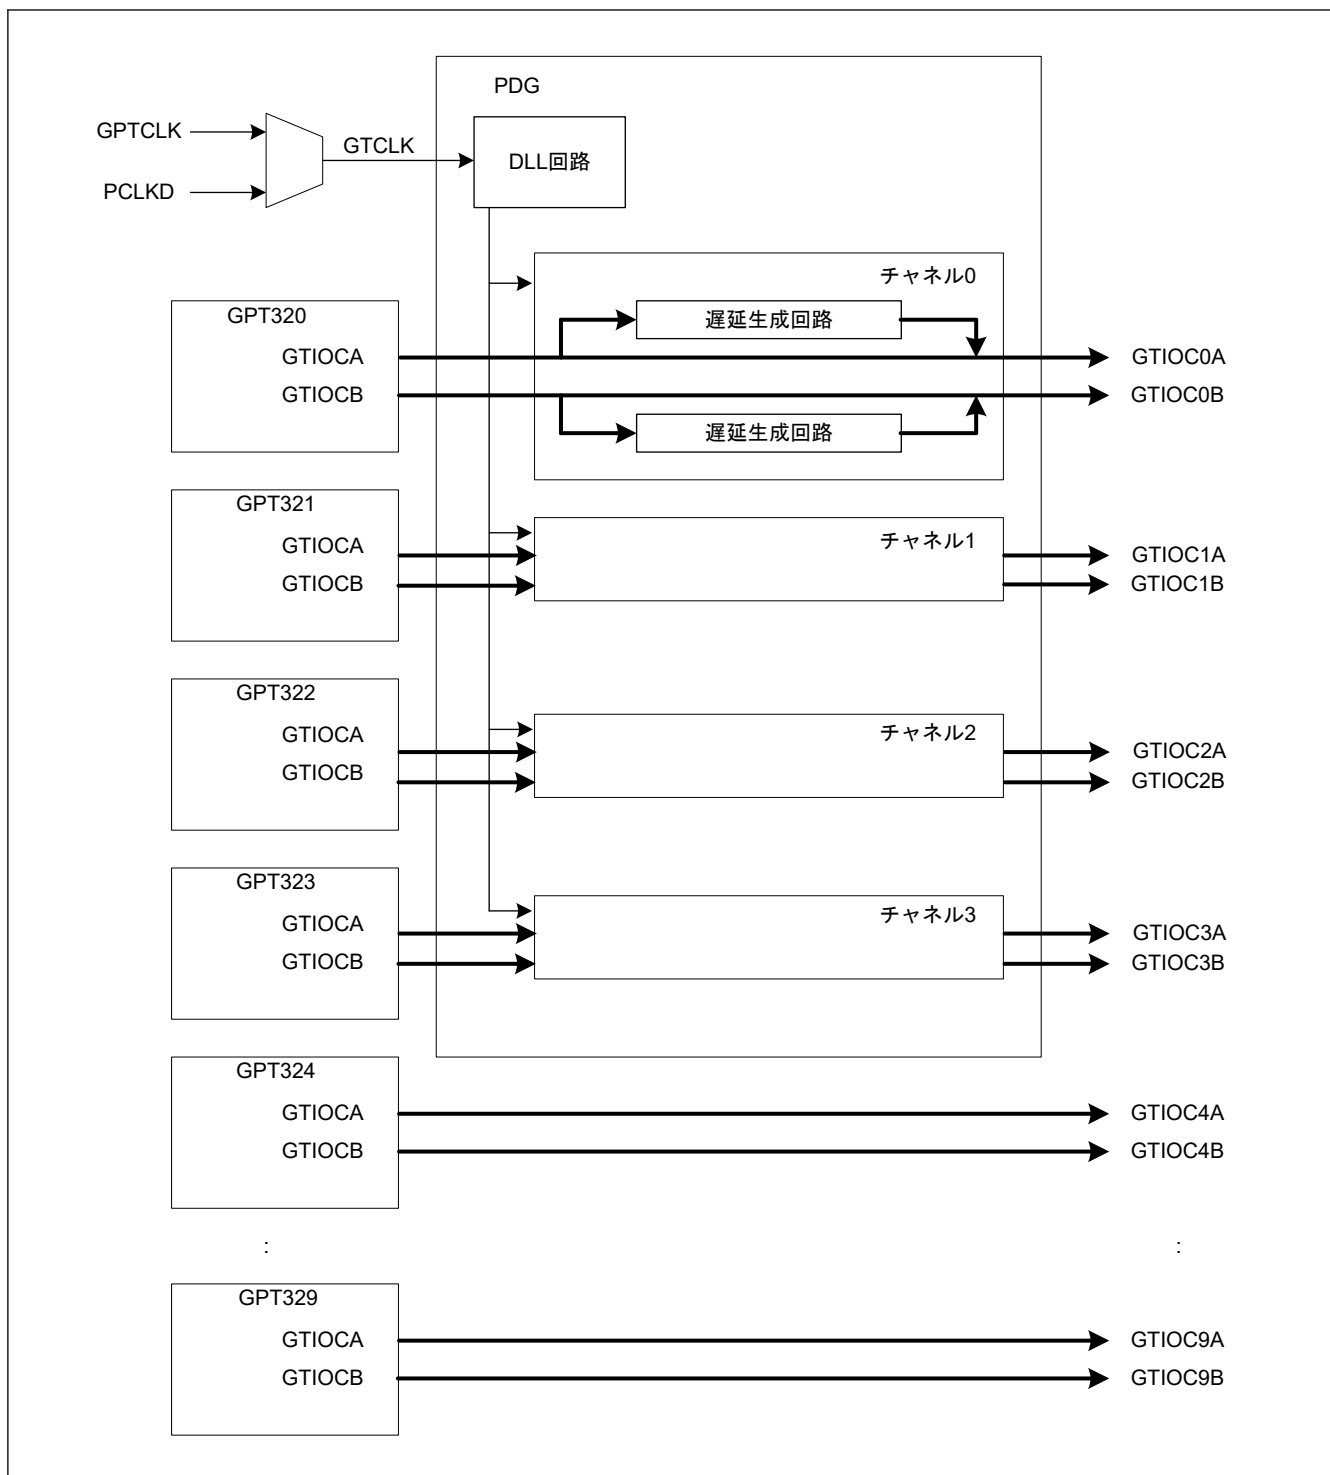 PDG
GPTCLK
GTCLK
DLL回路
PCLKD
チャネル0
GPT320
遅延生成回路
GTIOCA
GTIOC0A
GTIOCB
GTIOC0B
遅延生成回路
GPT321
チャネル1
GTIOCA
GTIOC1A
GTIOCB
GTIOC1B
GPT322
チャネル2
GTIOCA
GTIOC2A
GTIOCB
GTIOC2B
GPT323
チャネル3
GTIOCA
GTIOC3A
GTIOCB
GTIOC3B
GPT324
GTIOCA
GTIOC4A
GTIOCB
GTIOC4B
:
:
GPT329
GTIOCA
GTIOC9A
GTIOCB
GTIOC9B